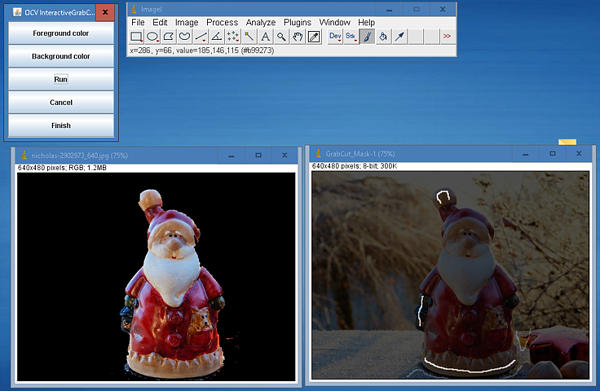 OCV InteractiveGrabC...
Foreground color
Background color
Run
Cancel
Finish
ImageJ
File Edit Image Process Analyze Plugins Window Help
A Dev Stk >>
x=286, y=66, value=185,146,115 (#b99273)
nicholas-2902973_640.jpg (75%)
640x480 pixels; RGB; 1.2MB
GrabCut_Mask-1 (75%)
640x480 pixels; 8-bit; 300K